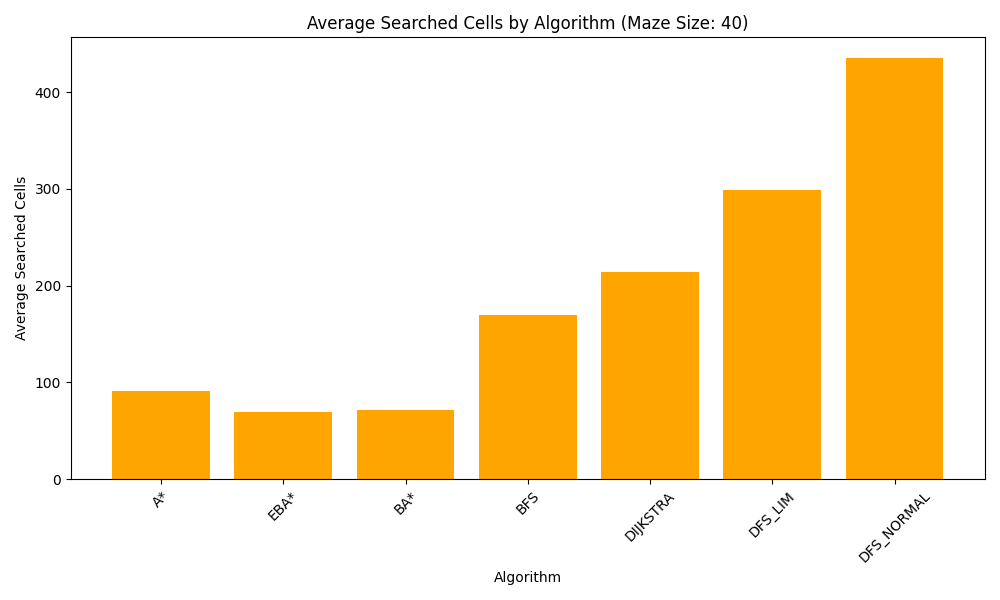 Average Searched Cells by Algorithm (Maze Size: 40)
Average Searched Cells
400
300
200
100
0
A*
EBA*
BA*
BFS
DIJKSTRA
DFS_LIM
DFS_NORMAL
Algorithm